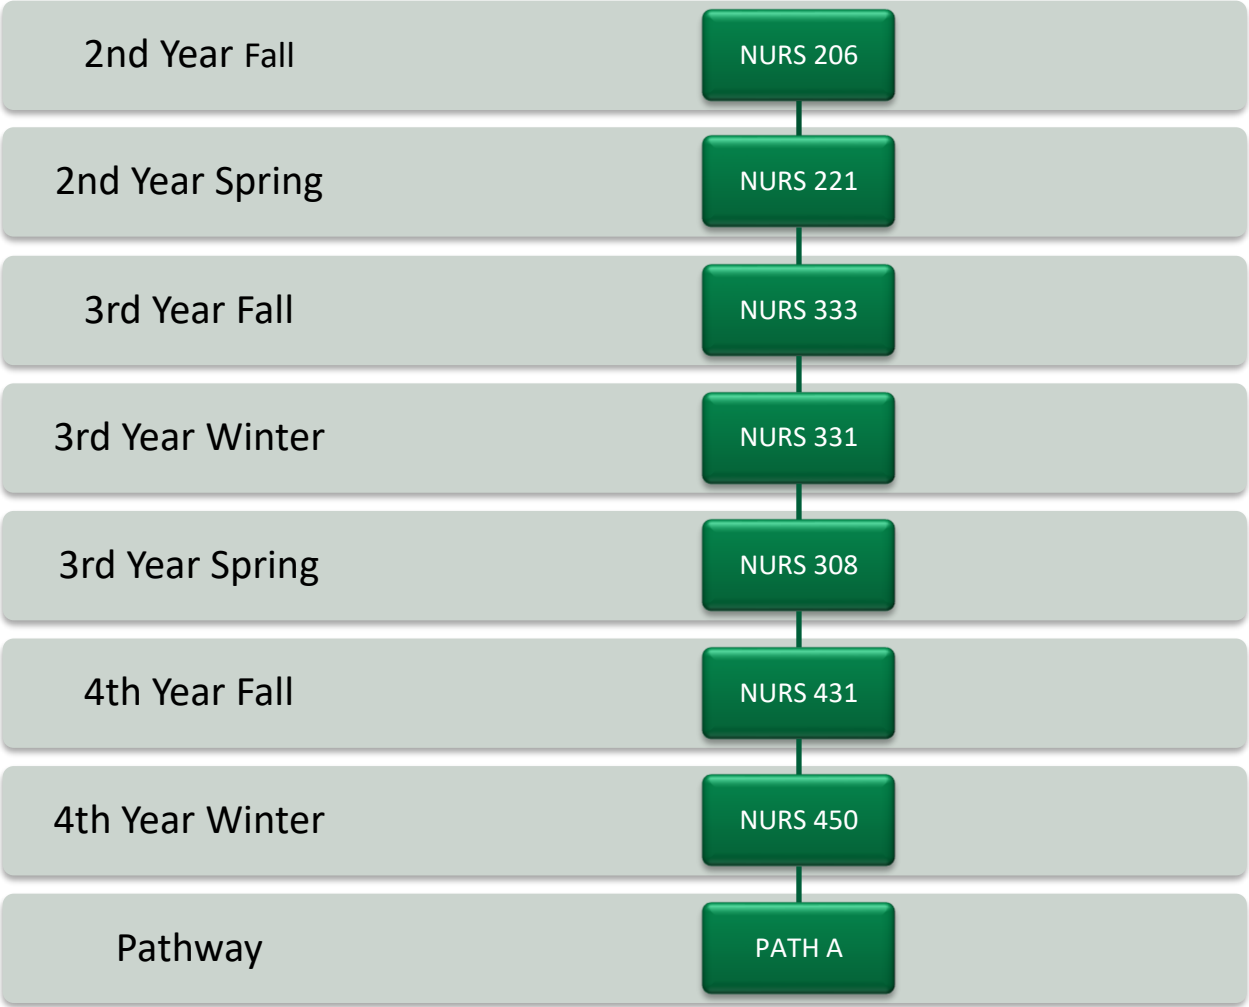 2nd Year Fall
NURS 206
2nd Year Spring
NURS 221
3rd Year Fall
NURS 333
3rd Year Winter
NURS 331
3rd Year Spring
NURS 308
4th Year Fall
NURS 431
4th Year Winter
NURS 450
Pathway
PATH A